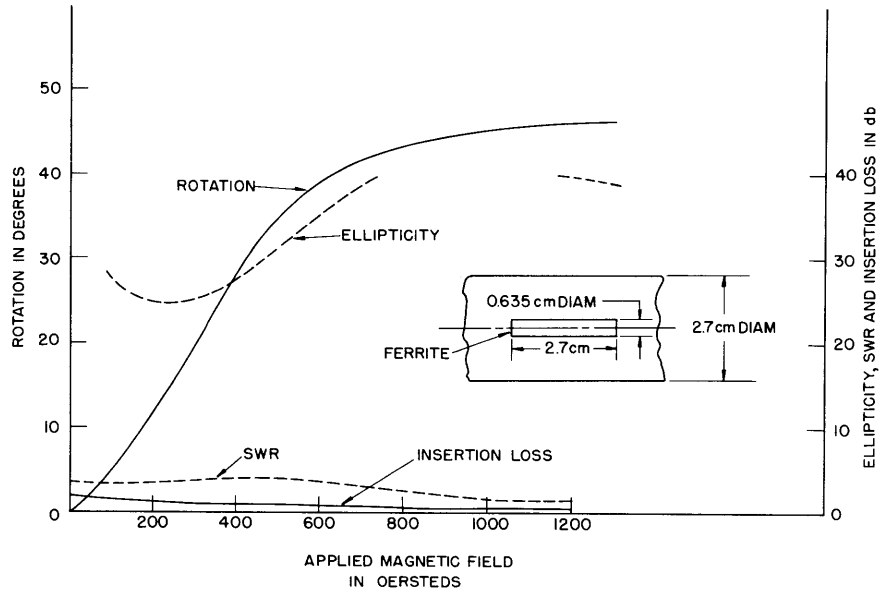 ROTATION IN DEGREES
50
40
30
20
10
0
ROTATION
ELLIPTICITY
0.635 cm DIAM
2.7 cm DIAM
FERRITE
2.7 cm
SWR
INSERTION LOSS
200
400
600
800
1000
1200
APPLIED MAGNETIC FIELD
IN OERSTEDS
40
30
20
10
0
ELLIPTICITY, SWR AND INSERTION LOSS IN db